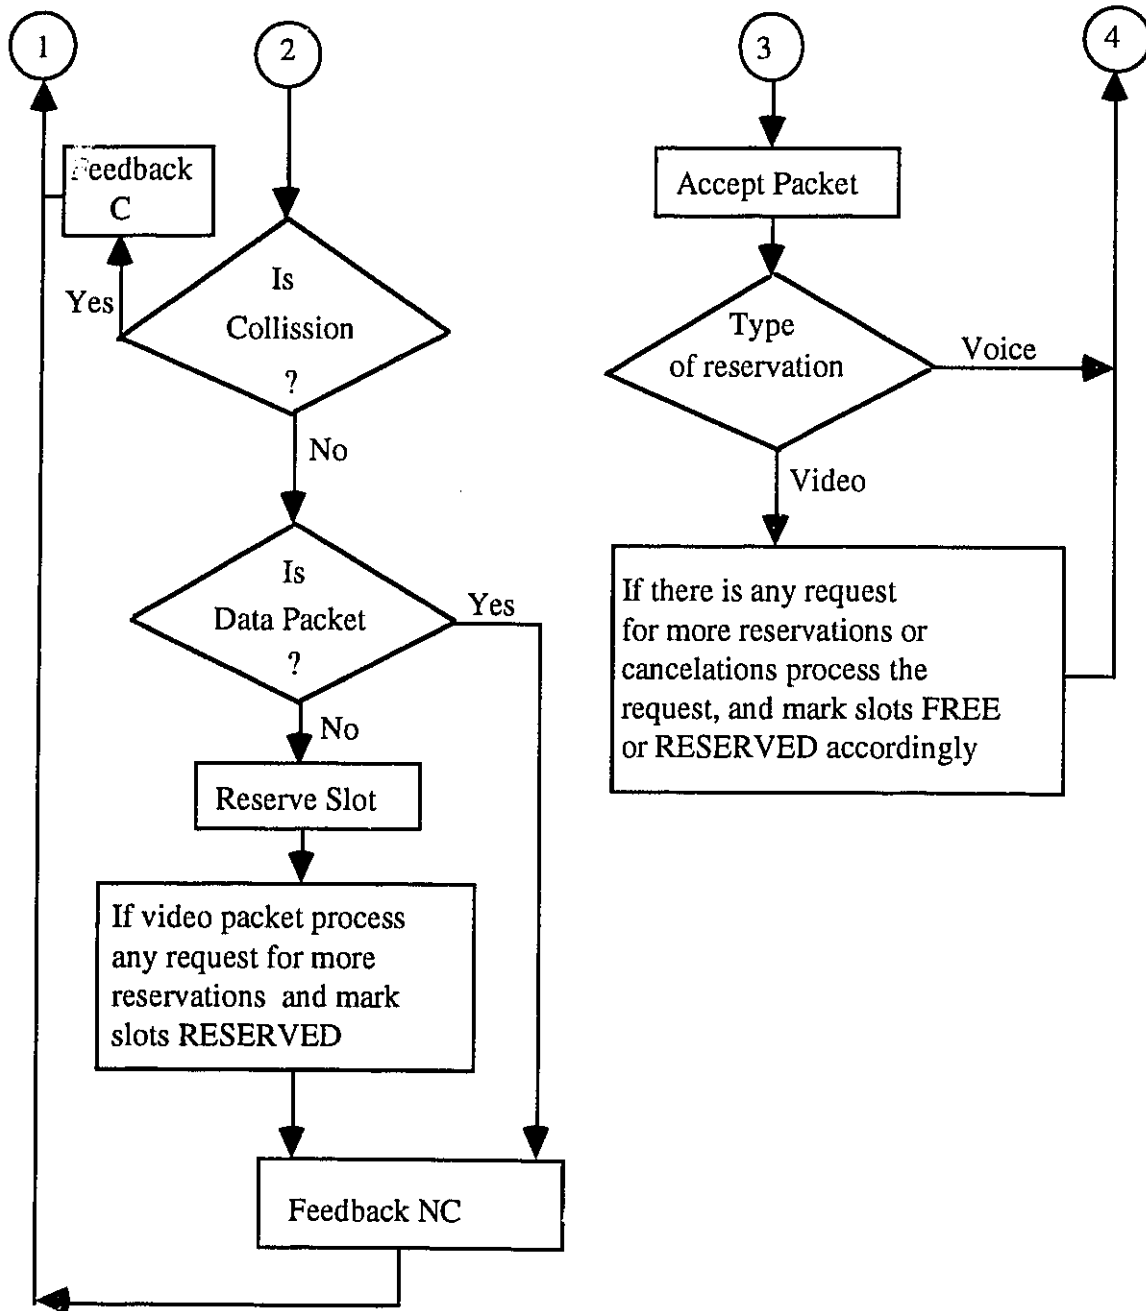 1
2
Feedback
C
Yes
Is
Collission
?
No
Is
Data Packet
?
Yes
No
Reserve Slot
If video packet process
any request for more
reservations and mark
slots RESERVED
Feedback NC
3
4
Accept Packet
Type
of reservation
Voice
Video
If there is any request
for more reservations or
cancelations process the
request, and mark slots FREE
or RESERVED accordingly